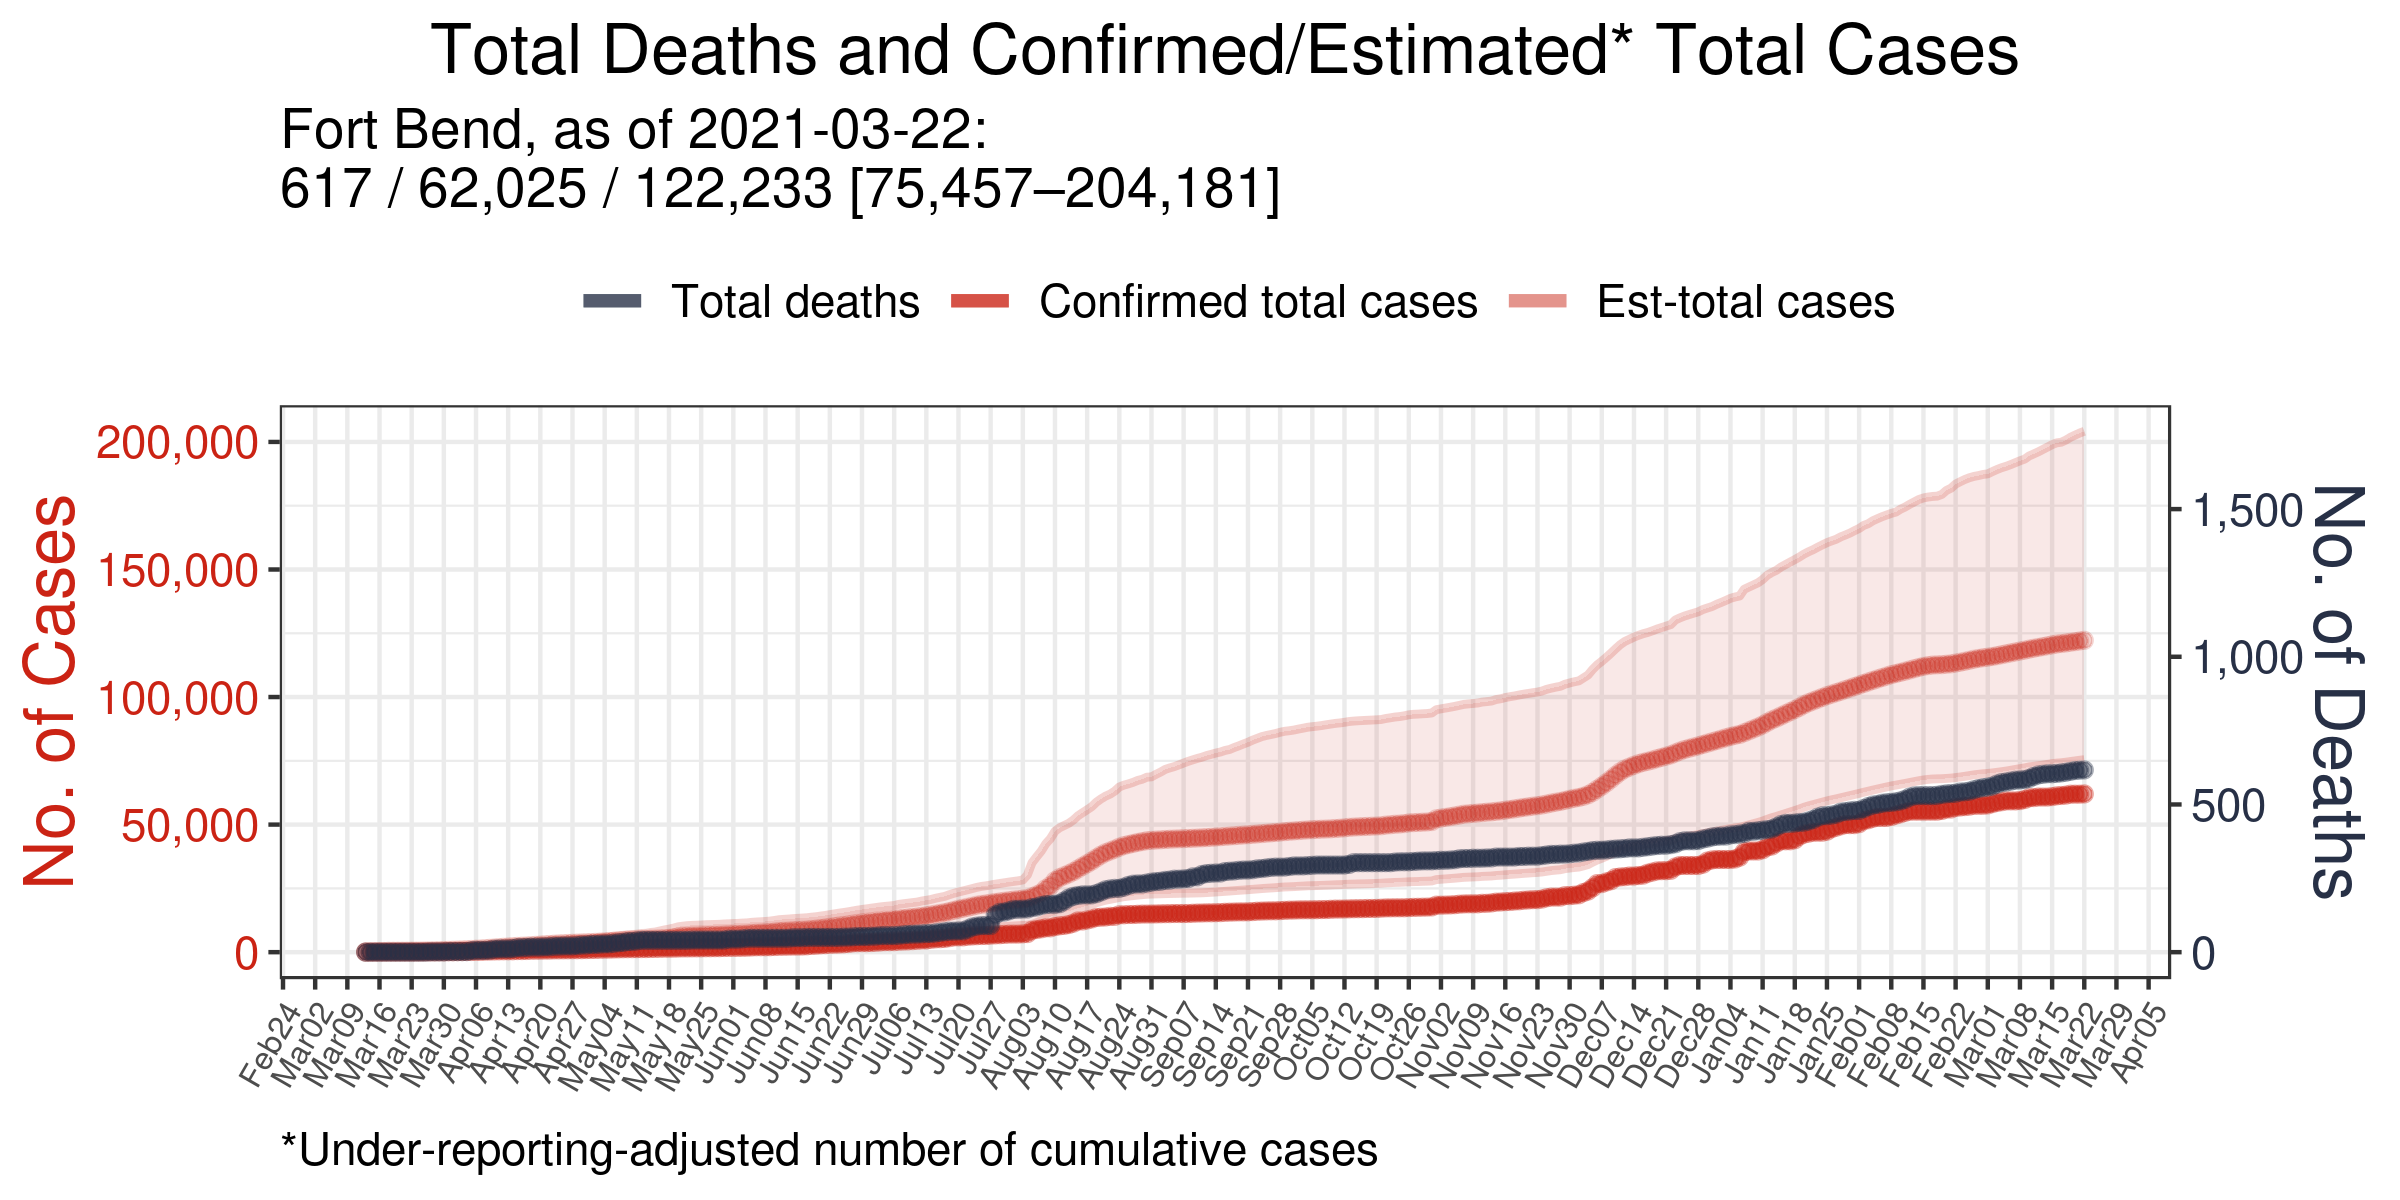 Total Deaths and Confirmed/Estimated* Total Cases
Fort Bend, as of 2021-03-22:
617 / 62,025 / 122,233 [75,457–204,181]
Total deaths
Confirmed total cases
Est-total cases
No. of Cases
200,000
150,000
100,000
50,000
0
1,500
1,000
500
0
No. of Deaths
Feb24
Mar02
Mar09
Mar16
Mar23
Mar30
Apr06
Apr13
Apr20
Apr27
May04
May11
May18
May25
Jun01
Jun08
Jun15
Jun22
Jun29
Jul06
Jul13
Jul20
Jul27
Aug03
Aug10
Aug17
Aug24
Aug31
Sep07
Sep14
Sep21
Sep28
Oct05
Oct12
Oct19
Oct26
Nov02
Nov09
Nov16
Nov23
Nov30
Dec07
Dec14
Dec21
Dec28
Jan04
Jan11
Jan18
Jan25
Feb01
Feb08
Feb15
Feb22
Mar01
Mar08
Mar15
Mar22
Mar29
Apr05
*Under-reporting-adjusted number of cumulative cases